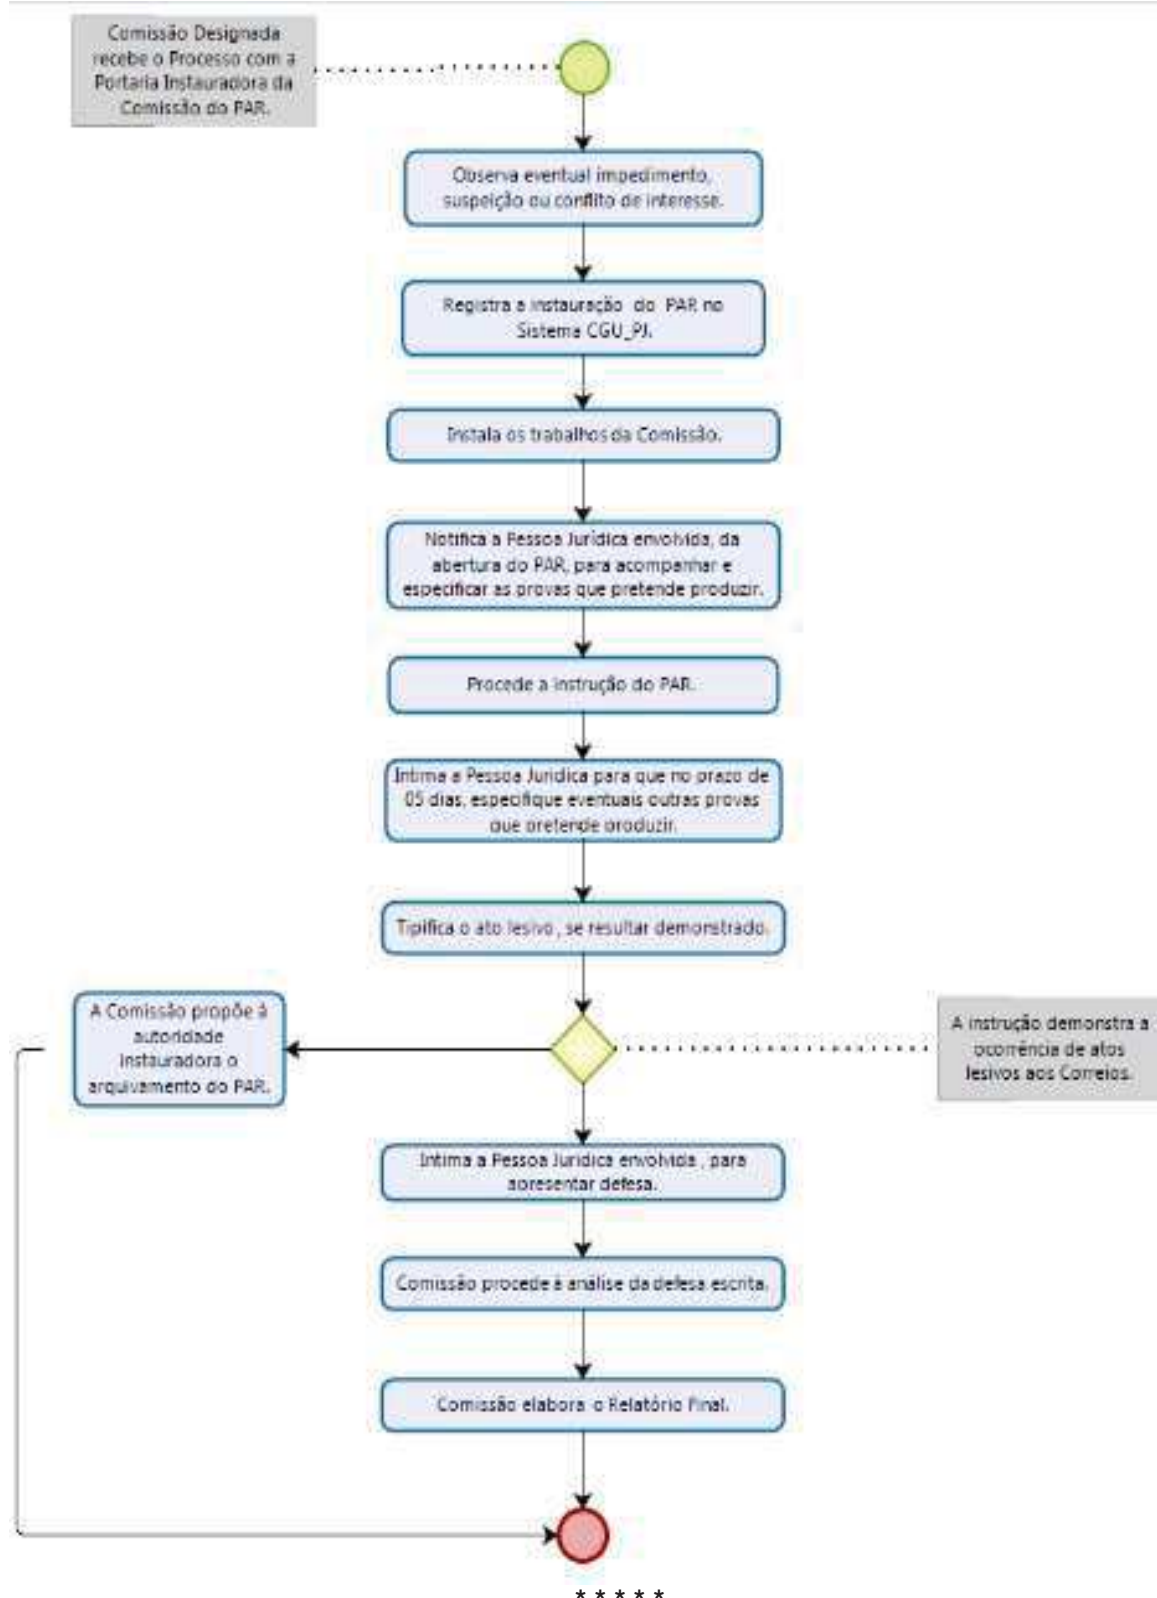 Comissão Designada
recebe o Processo com a
Portaria Instauradora da
Comissão do PAR.
Observa eventual impedimento,
suspeição ou conflito de interesse.
Registra a instauração do PAR no
Sistema CGU_PJ.
Instala os trabalhos da Comissão.
Notifica a Pessoa Jurídica envolvida, da
abertura do PAR, para acompanhar e
especificar as provas que pretende produzir.
Procede a instrução do PAR.
Intima a Pessoa Jurídica para que no prazo de
05 dias, especifique eventuais outras provas
que pretende produzir.
Tipifica o ato lesivo, se resultar demonstrado.
A Comissão propõe à
autoridade
instauradora o
arquivamento do PAR.
A instrução demonstra a
ocorrência de atos
lesivos aos Correios.
Intima a Pessoa Jurídica envolvida, para
apresentar defesa.
Comissão procede à análise da defesa escrita.
Comissão elabora o Relatório Final.
* * * * *